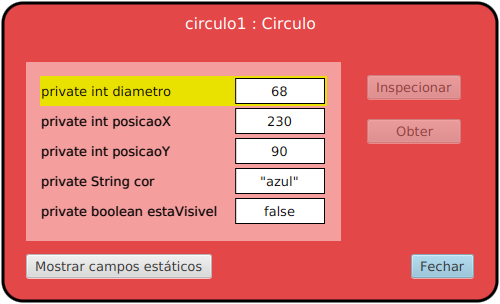 circulo1 : Circulo
private int diametro 68
private int posicaoX 230
private int posicaoY 90
private String cor "azul"
private boolean estaVisivel false
Inspecionar
Obter
Mostrar campos estáticos
Fechar